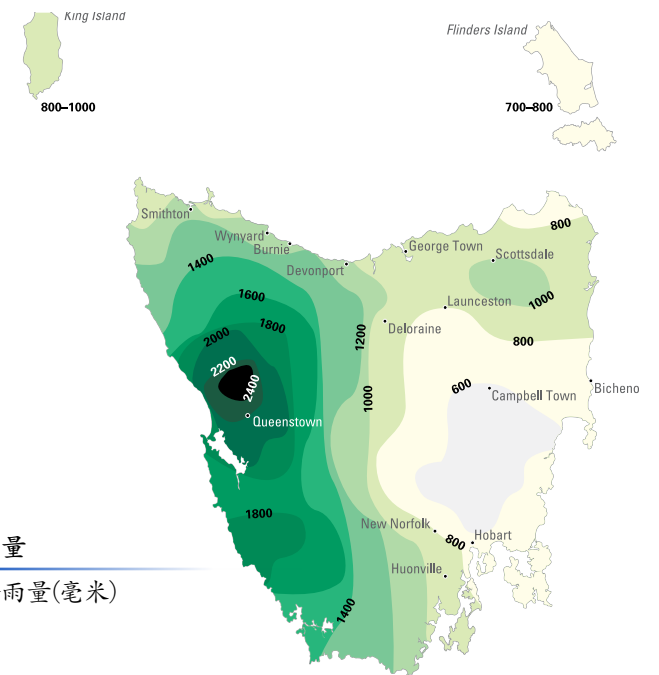 King Island
Flinders Island
800–1000
700–800
800
Smithton
Wynyard
Burnie
George Town
Scottsdale
1400
Devonport
1600
1000
Launceston
1800
Deloraine
2000
1200
800
2200
2400
600
Campbell Town
Bicheno
1000
Queenstown
1800
New Norfolk
800
Hobart
量
Huonville
雨量(毫米)
1400